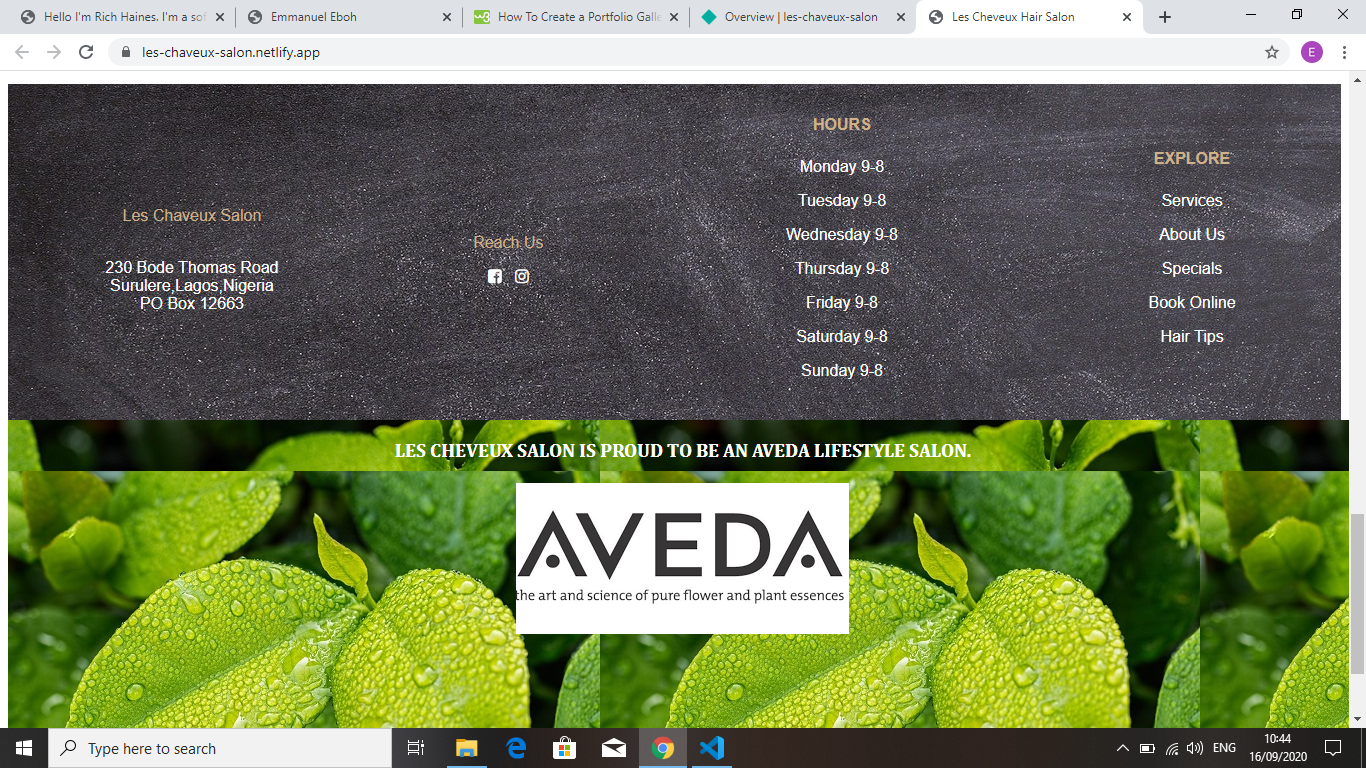 Hello I'm Rich Haines. I'm a sof
Emmanuel Eboh
How To Create a Portfolio Galle
Overview | les-chaveux-salon
Les Cheveux Hair Salon
les-chaveux-salon.netlify.app
E
Les Chaveux Salon
230 Bode Thomas Road
Surulere,Lagos,Nigeria
PO Box 12663
Reach Us
HOURS
Monday 9-8
Tuesday 9-8
Wednesday 9-8
Thursday 9-8
Friday 9-8
Saturday 9-8
Sunday 9-8
EXPLORE
Services
About Us
Specials
Book Online
Hair Tips
LES CHEVEUX SALON IS PROUD TO BE AN AVEDA LIFESTYLE SALON.
AVEDA
the art and science of pure flower and plant essences
Type here to search
ENG
10:44
16/09/2020